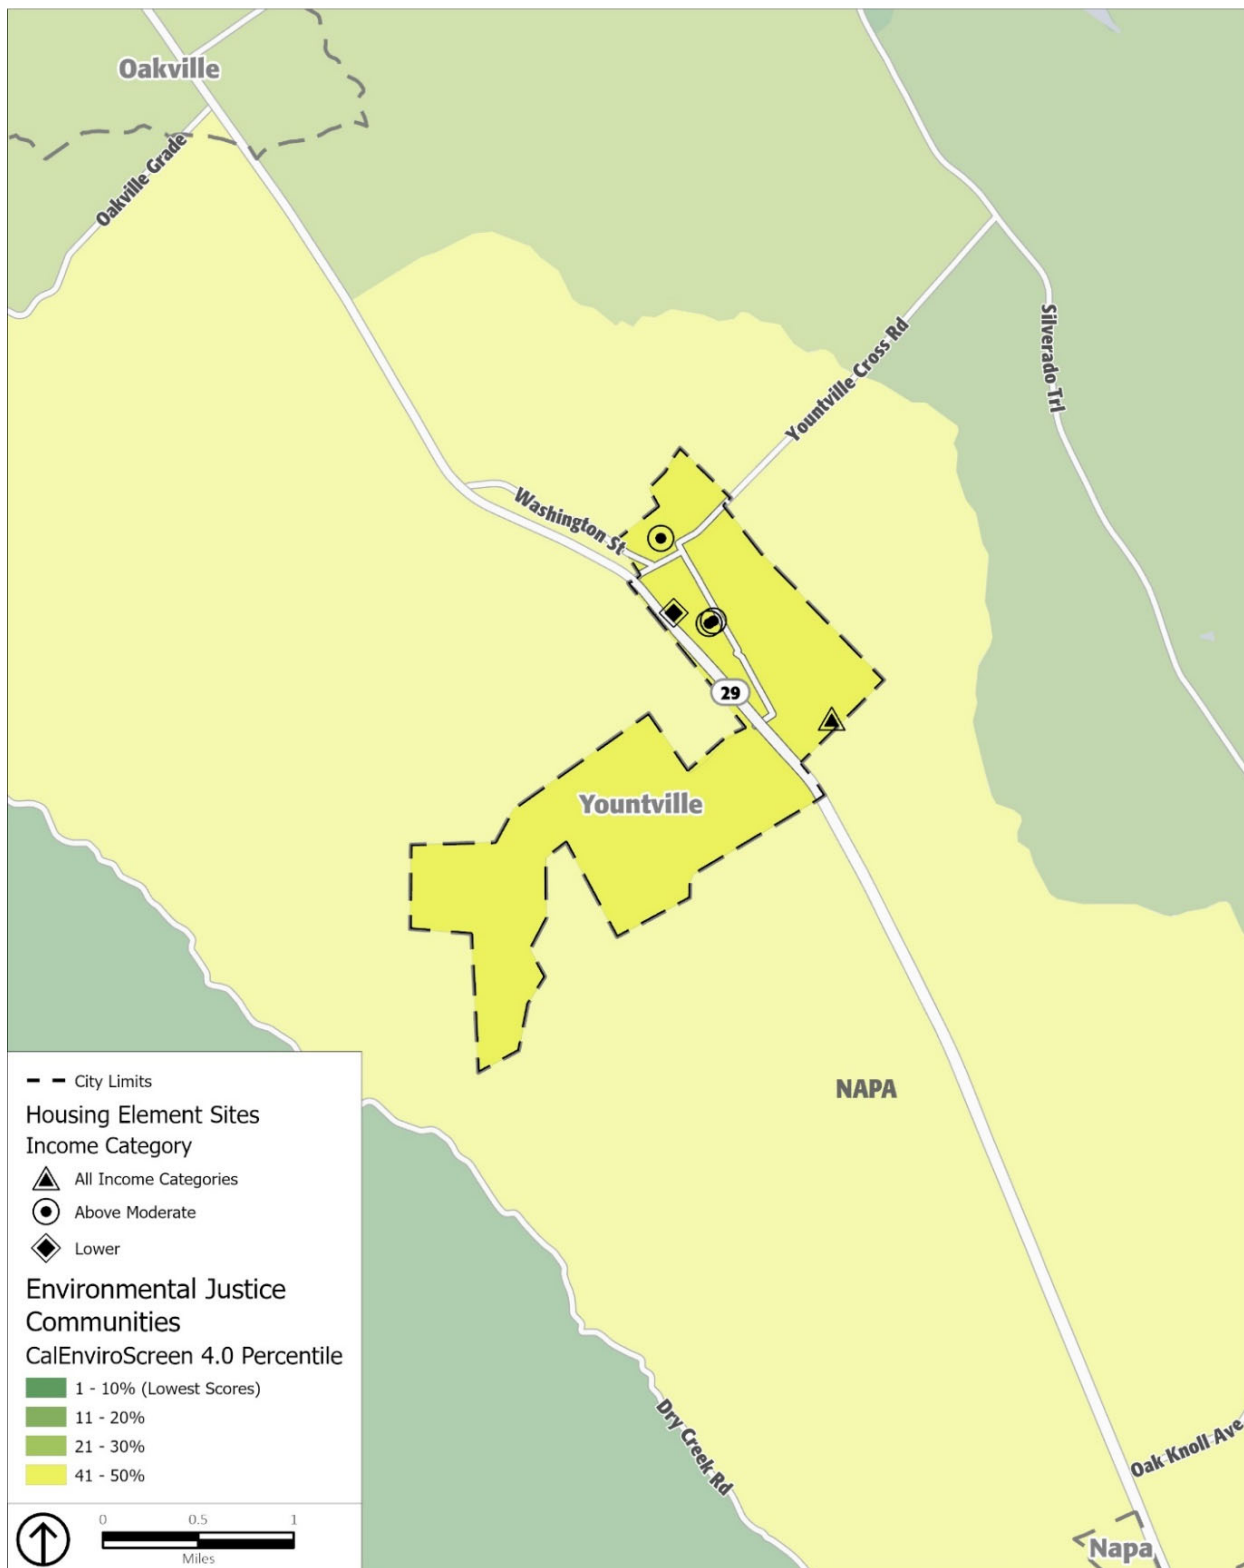 Oakville
Oakville Grade
Silverado Trl
Yountville Cross Rd
Washington St
29
Yountville
NAPA
City Limits
Housing Element Sites
Income Category
All Income Categories
Above Moderate
Lower
Environmental Justice
Communities
CalEnviroScreen 4.0 Percentile
1 - 10% (Lowest Scores)
11 - 20%
21 - 30%
41 - 50%
0 0.5 1
Miles
Dry Creek Rd
Oak Knoll Ave
Napa